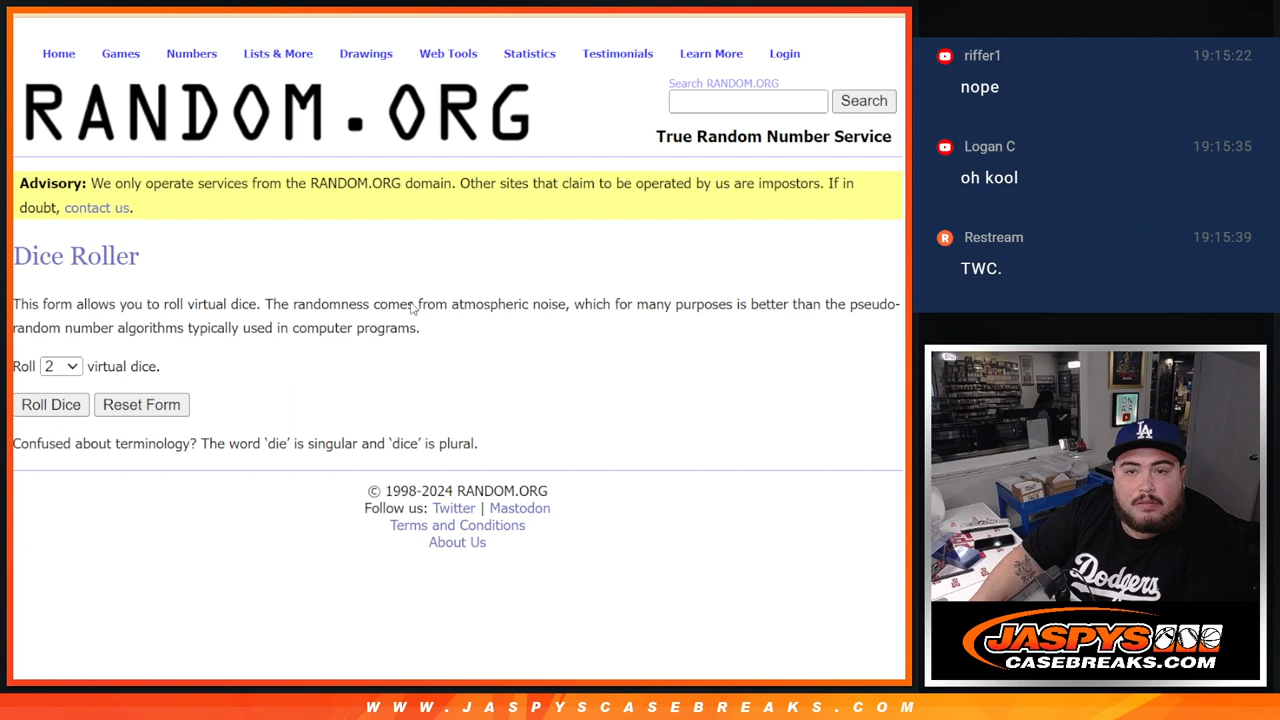 Home Games Numbers Lists & More Drawings Web Tools Statistics Testimonials Learn More Login
RANDOM.ORG
Search RANDOM.ORG
Search
True Random Number Service
Advisory: We only operate services from the RANDOM.ORG domain. Other sites that claim to be operated by us are impostors. If in
doubt, contact us.
Dice Roller
This form allows you to roll virtual dice. The randomness comes from atmospheric noise, which for many purposes is better than the pseudo-
random number algorithms typically used in computer programs.
Roll 2 virtual dice.
Roll Dice Reset Form
Confused about terminology? The word ‘die’ is singular and ‘dice’ is plural.
© 1998-2024 RANDOM.ORG
Follow us: Twitter | Mastodon
Terms and Conditions
About Us
riffer1 19:15:22
nope
Logan C 19:15:35
oh kool
R Restream 19:15:39
TWC.
ON
AIR
LA
Dodgers
JASPYS
CASEBREAKS.COM
WWW.JASPYSCASEBREAKS.COM